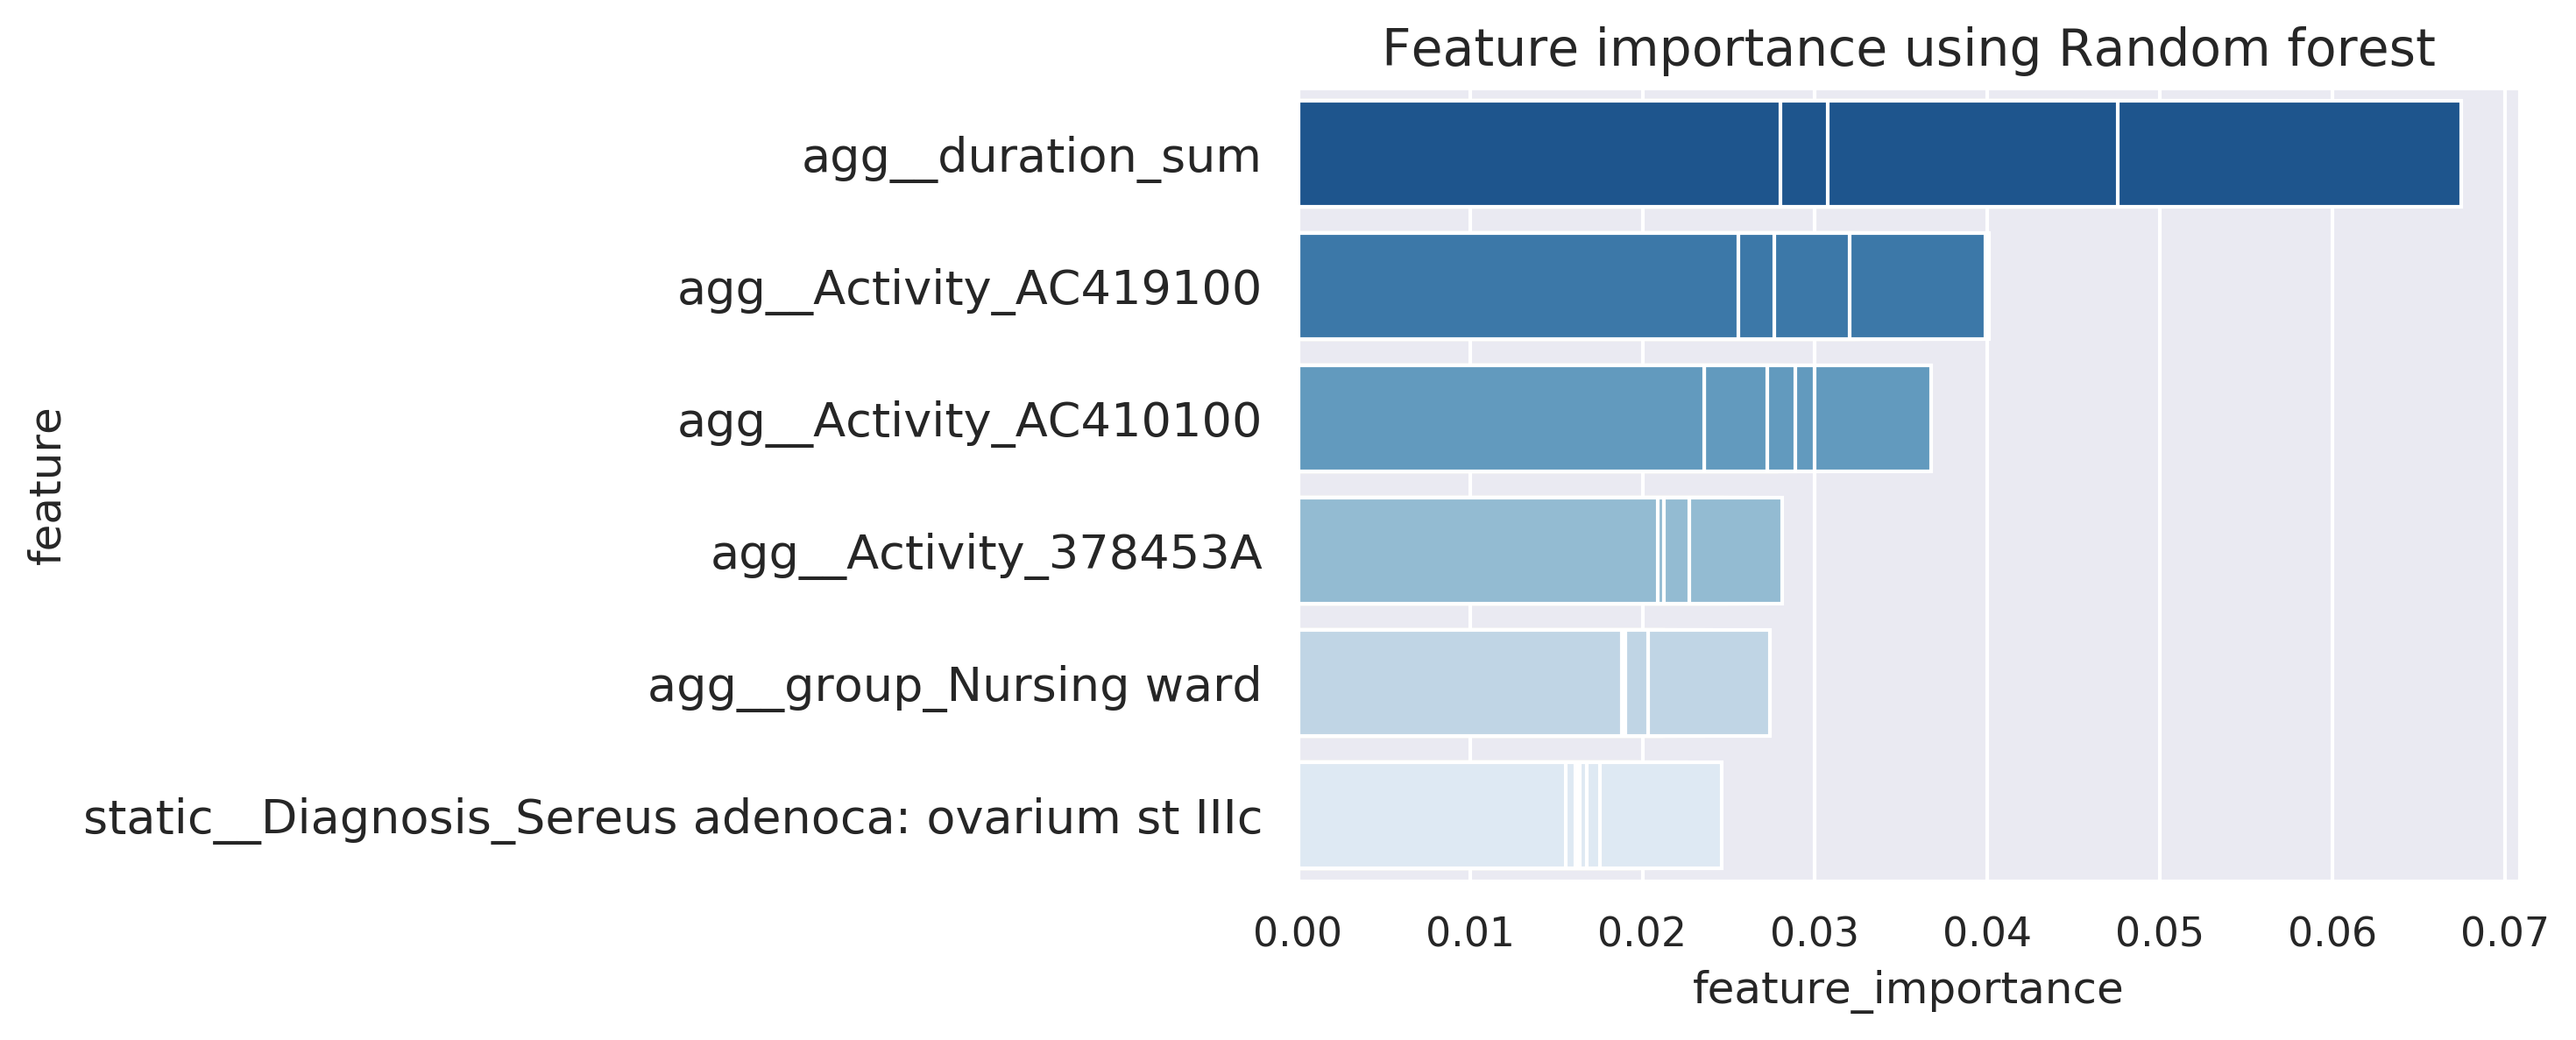 Feature importance using Random forest
feature
agg__duration_sum
agg__Activity_AC419100
agg__Activity_AC410100
agg__Activity_378453A
agg__group_Nursing ward
static__Diagnosis_Sereus adenoca: ovarium st IIIc
0.00 0.01 0.02 0.03 0.04 0.05 0.06 0.07
feature_importance